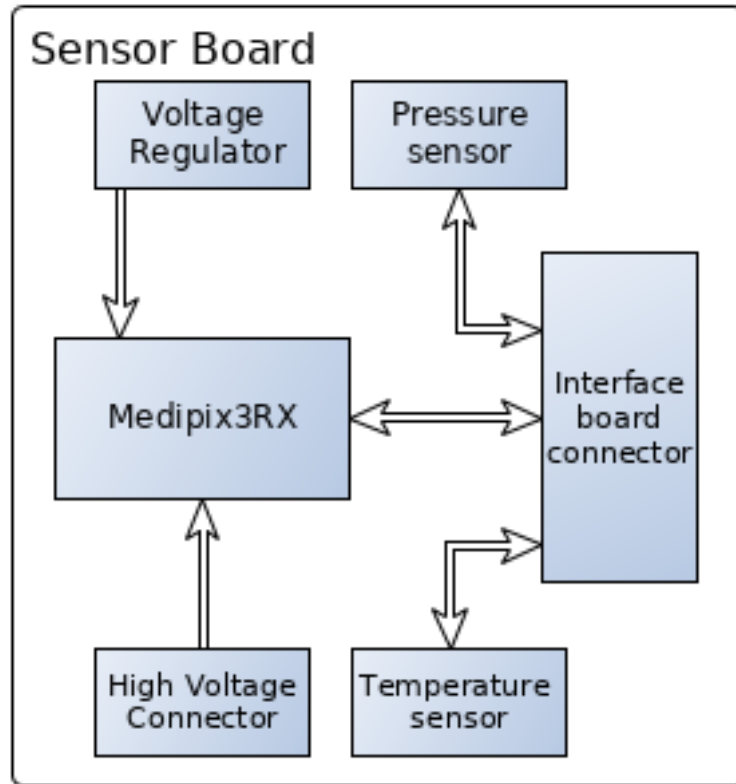 Sensor Board
Voltage
Regulator
Pressure
sensor
Medipix3RX
Interface
board
connector
High Voltage
Connector
Temperature
sensor